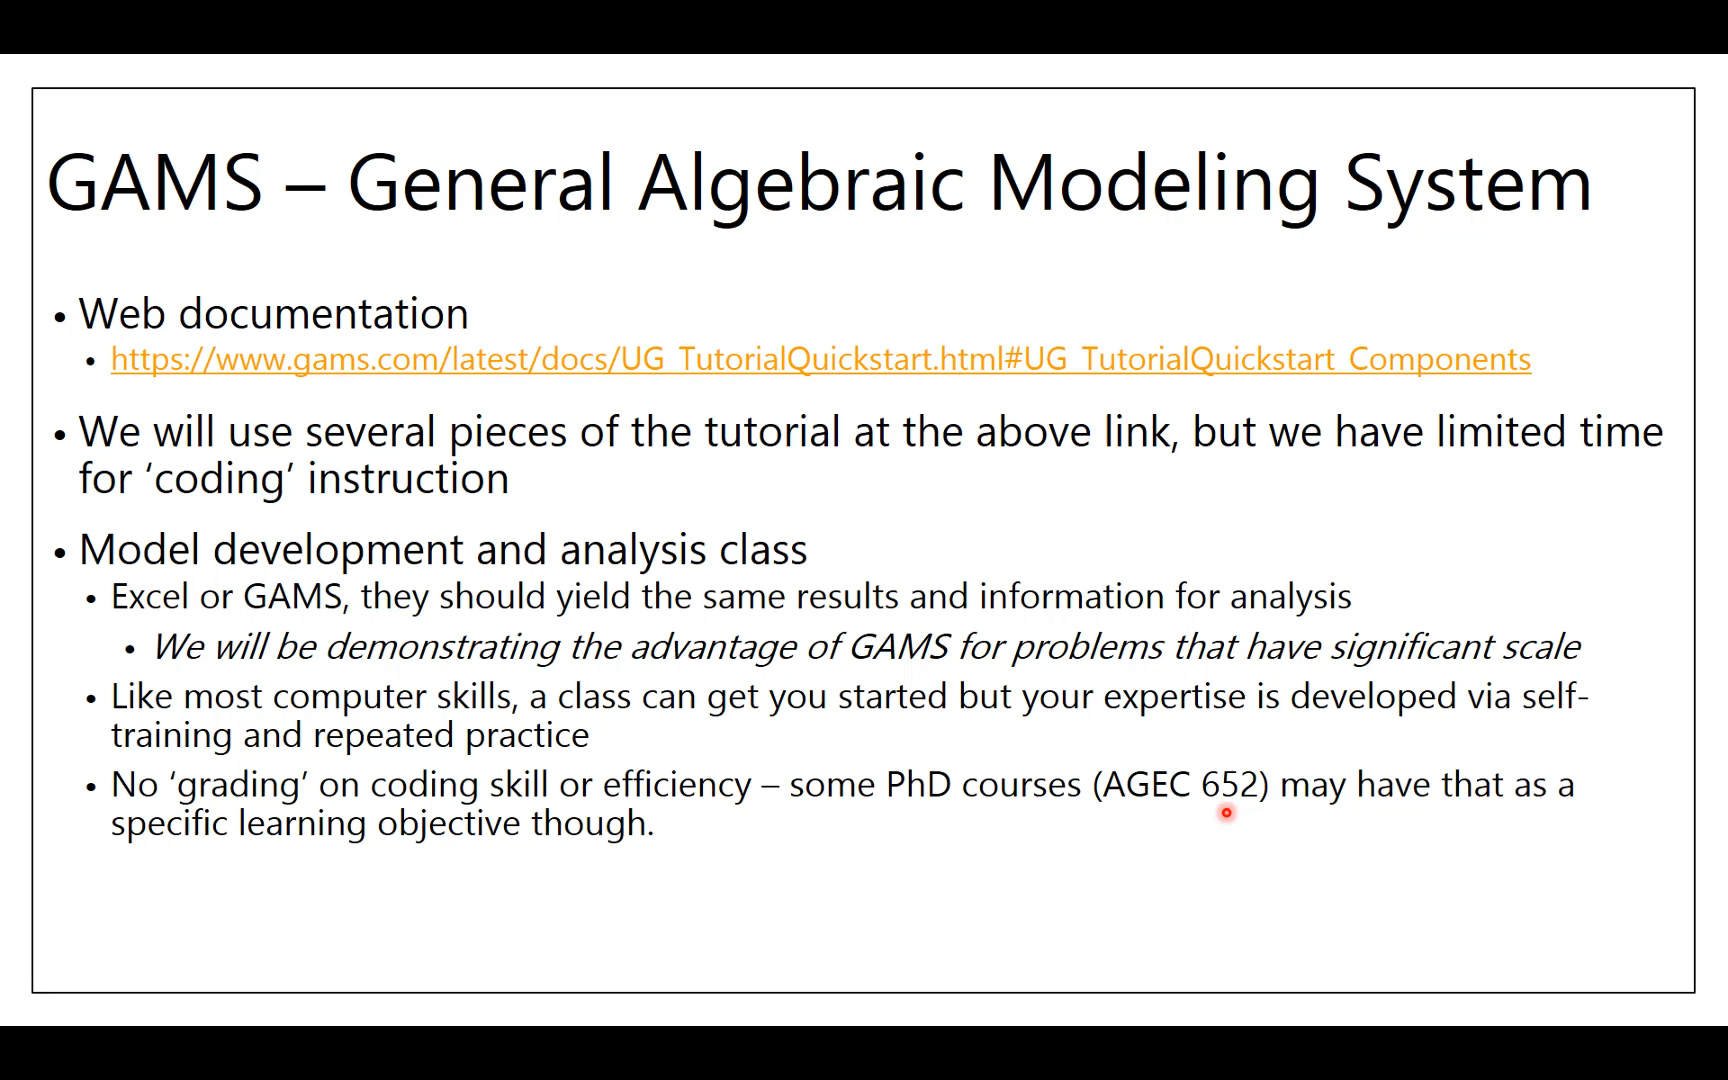 GAMS – General Algebraic Modeling System
• Web documentation
• https://www.gams.com/latest/docs/UG_TutorialQuickstart.html#UG_TutorialQuickstart_Components
• We will use several pieces of the tutorial at the above link, but we have limited time
for ‘coding’ instruction
• Model development and analysis class
• Excel or GAMS, they should yield the same results and information for analysis
• We will be demonstrating the advantage of GAMS for problems that have significant scale
• Like most computer skills, a class can get you started but your expertise is developed via self-
training and repeated practice
• No ‘grading’ on coding skill or efficiency – some PhD courses (AGEC 652) may have that as a
specific learning objective though.